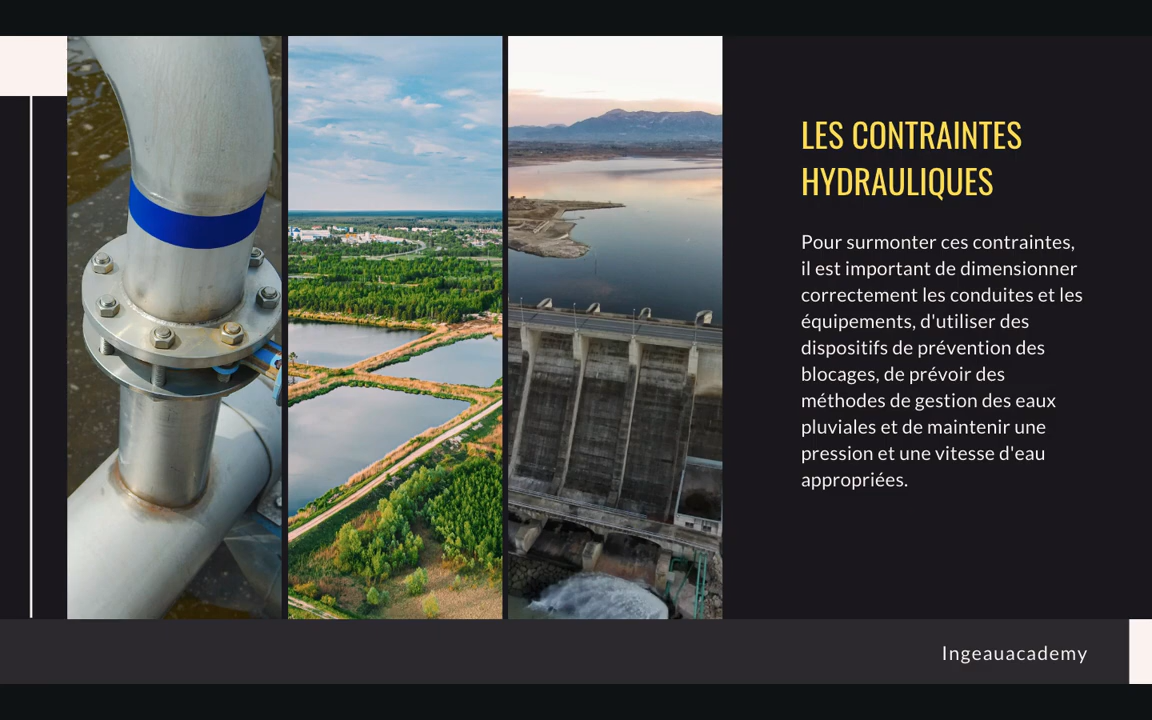 LES CONTRAINTES
HYDRAULIQUES
Pour surmonter ces contraintes,
il est important de dimensionner
correctement les conduites et les
équipements, d'utiliser des
dispositifs de prévention des
blocages, de prévoir des
méthodes de gestion des eaux
pluviales et de maintenir une
pression et une vitesse d'eau
appropriées.
Ingeauacademy